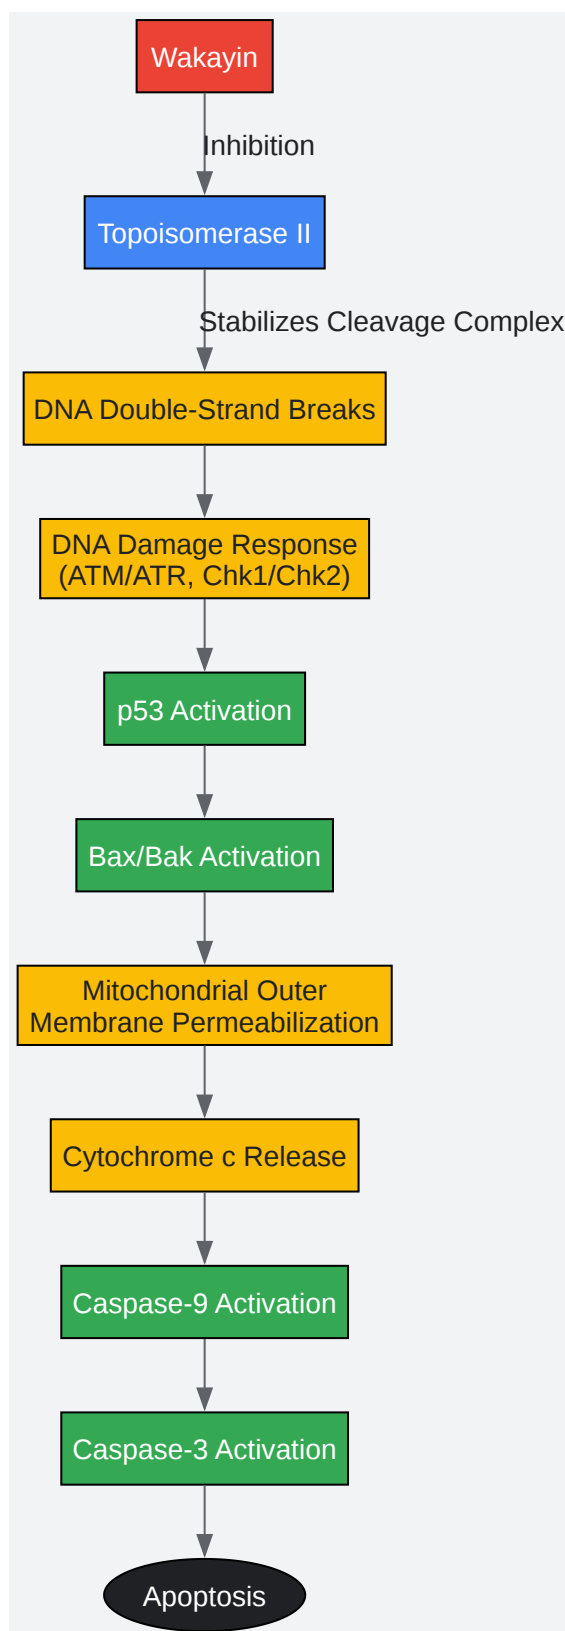 Wakayin
Inhibition
Topoisomerase II
Stabilizes Cleavage Complex
DNA Double-Strand Breaks
DNA Damage Response
(ATM/ATR, Chk1/Chk2)
p53 Activation
Bax/Bak Activation
Mitochondrial Outer
Membrane Permeabilization
Cytochrome c Release
Caspase-9 Activation
Caspase-3 Activation
Apoptosis